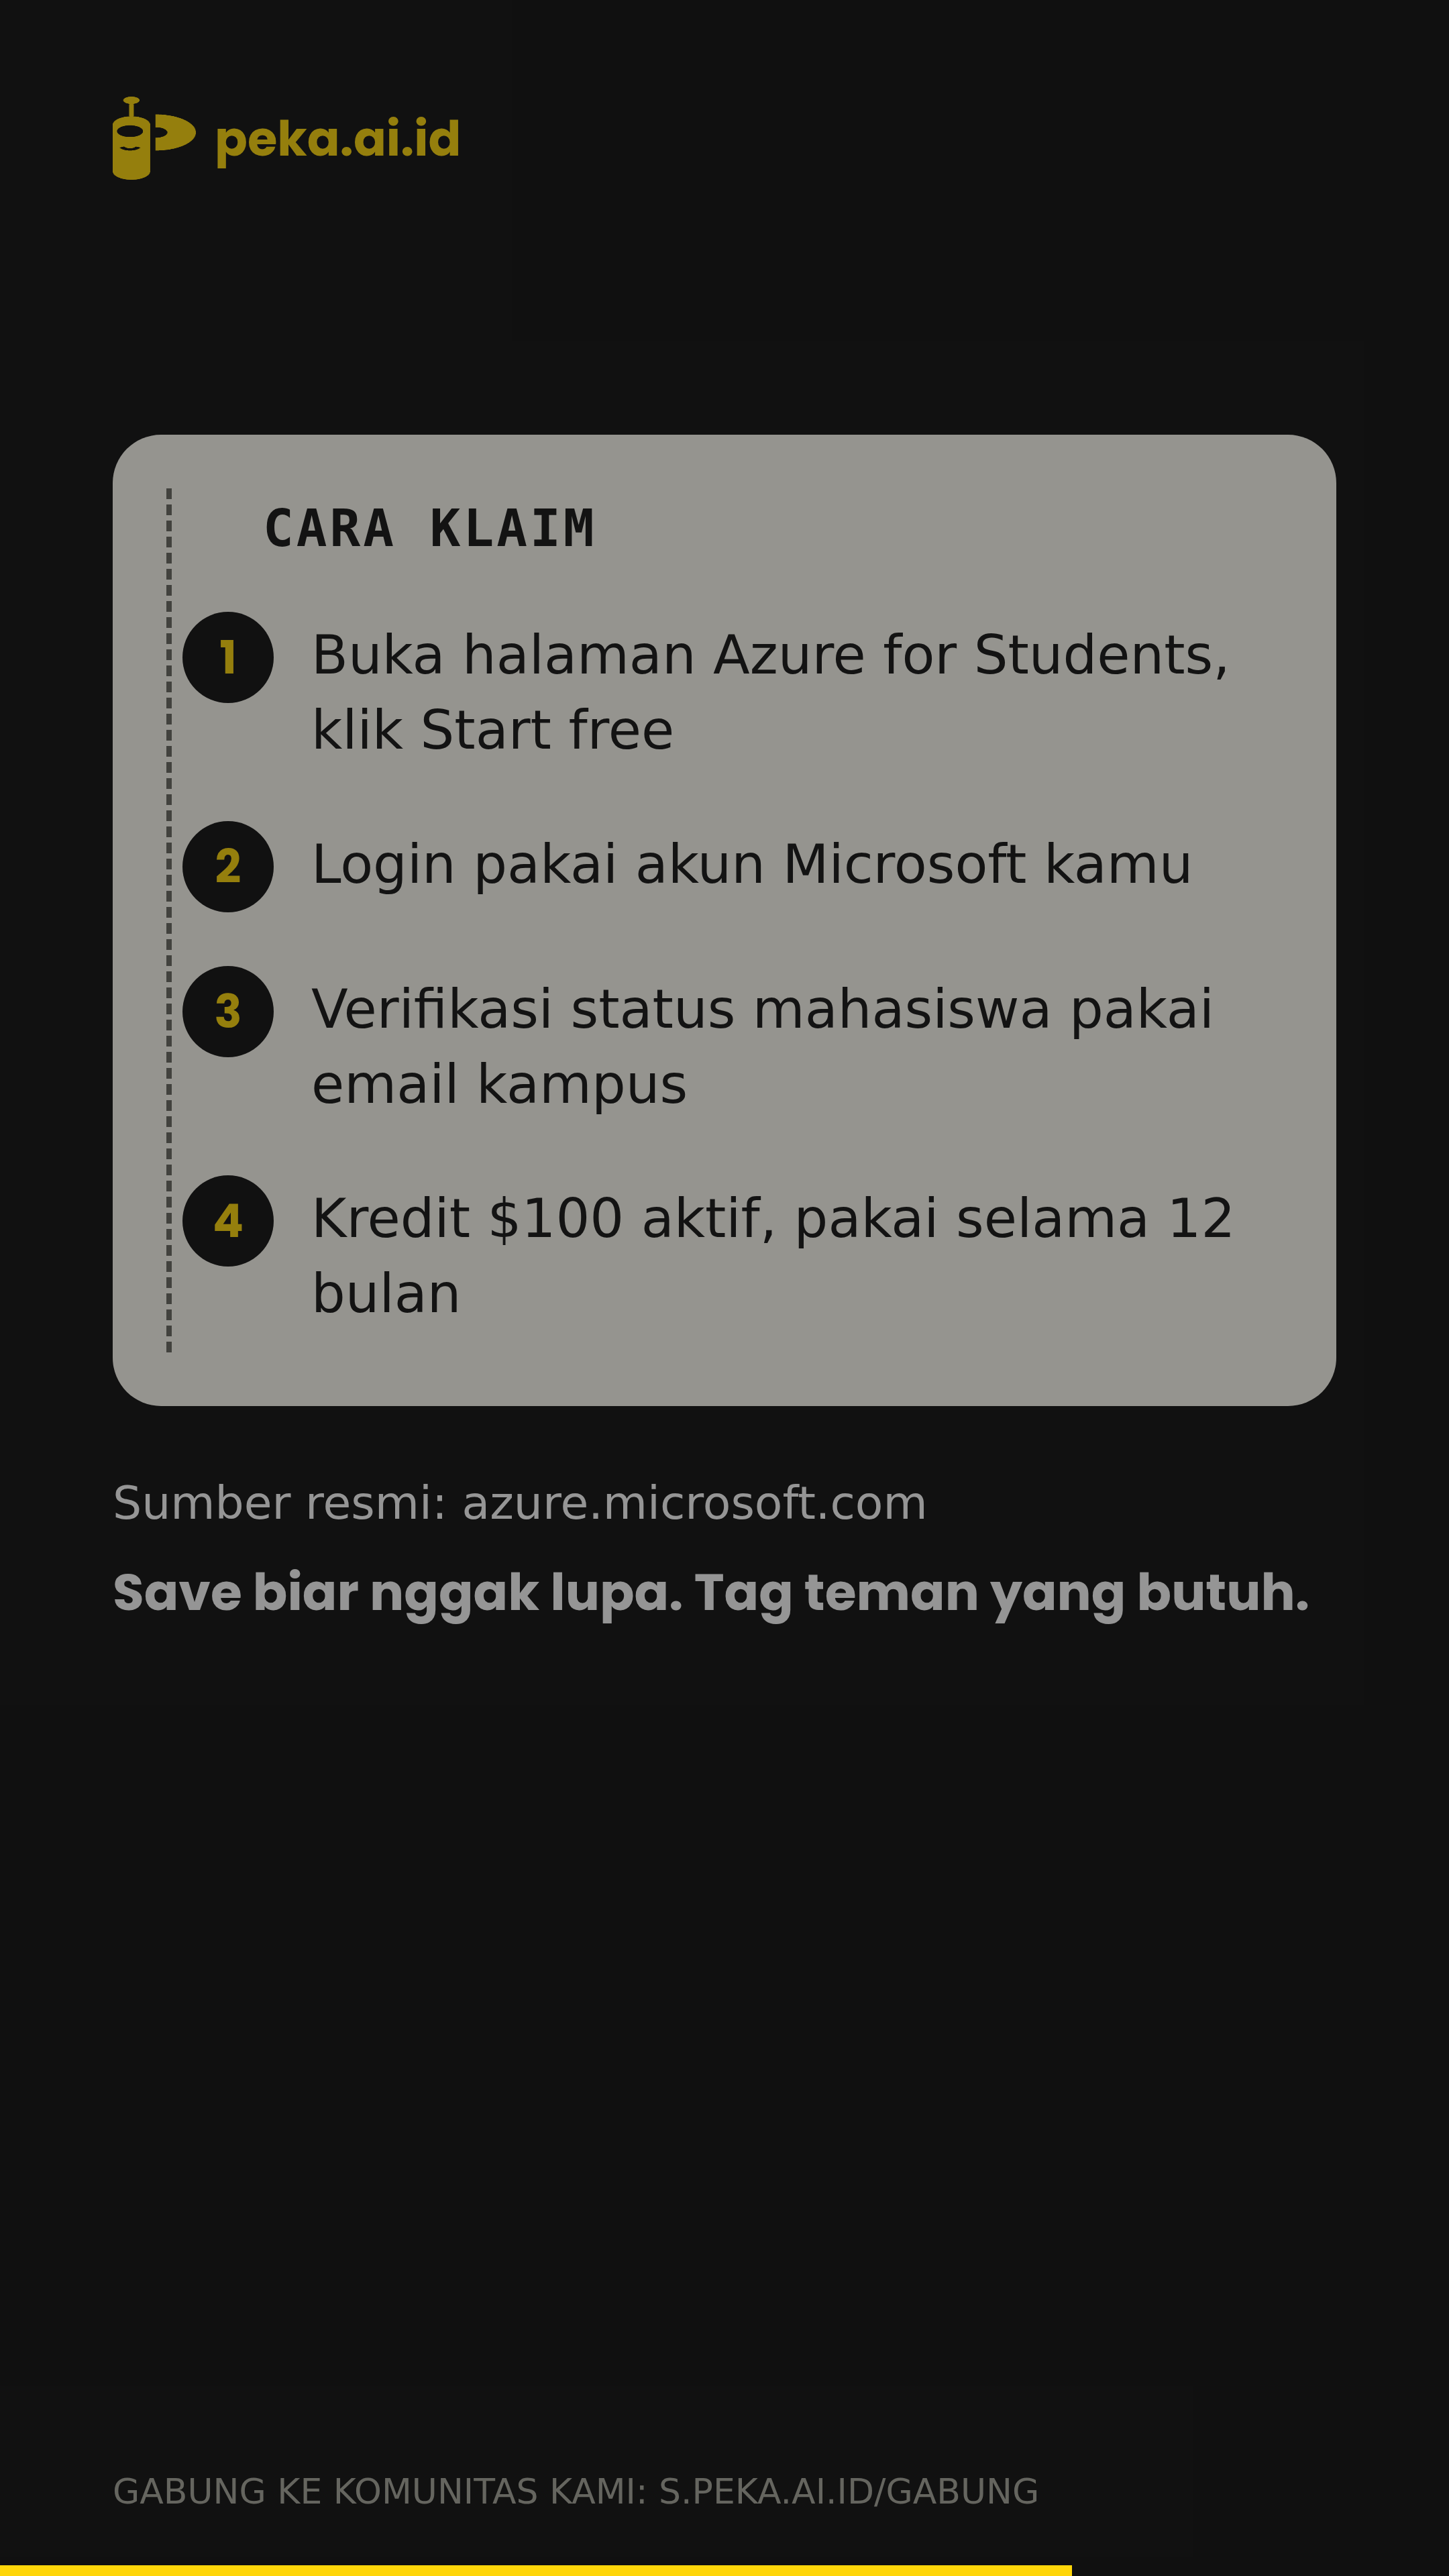 peka.ai.id
CARA KLAIM
1 Buka halaman Azure for Students,
klik Start free
2 Login pakai akun Microsoft kamu
3 Verifikasi status mahasiswa pakai
email kampus
4 Kredit $100 aktif, pakai selama 12
bulan
Sumber resmi: azure.microsoft.com
Save biar nggak lupa. Tag teman yang butuh.
GABUNG KE KOMUNITAS KAMI: S.PEKA.AI.ID/GABUNG